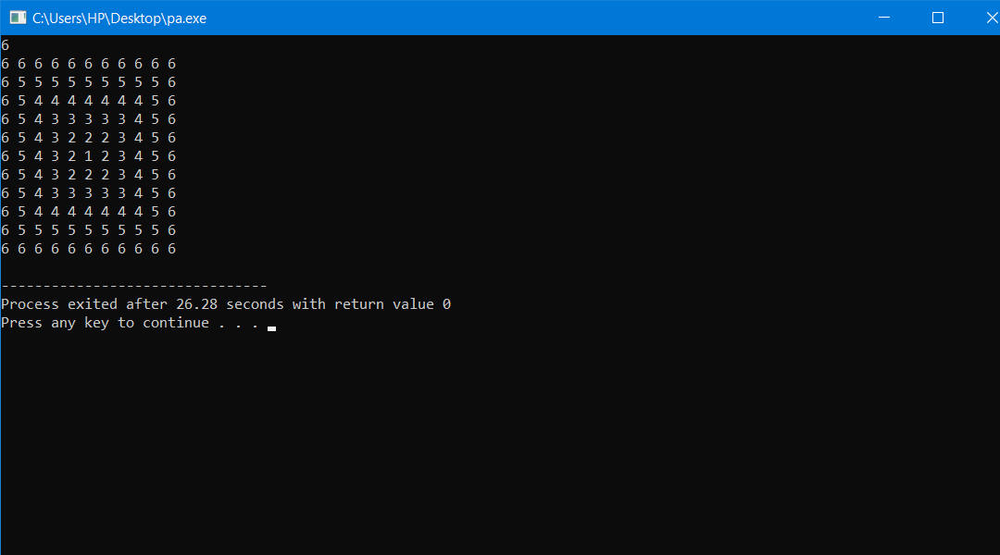 C:\Users\HP\Desktop\pa.exe
6
6 6 6 6 6 6 6 6 6 6 6
6 5 5 5 5 5 5 5 5 5 6
6 5 4 4 4 4 4 4 4 5 6
6 5 4 3 3 3 3 3 4 5 6
6 5 4 3 2 2 2 3 4 5 6
6 5 4 3 2 1 2 3 4 5 6
6 5 4 3 2 2 2 3 4 5 6
6 5 4 3 3 3 3 3 4 5 6
6 5 4 4 4 4 4 4 4 5 6
6 5 5 5 5 5 5 5 5 5 6
6 6 6 6 6 6 6 6 6 6 6
--------------------------------
Process exited after 26.28 seconds with return value 0
Press any key to continue . . .